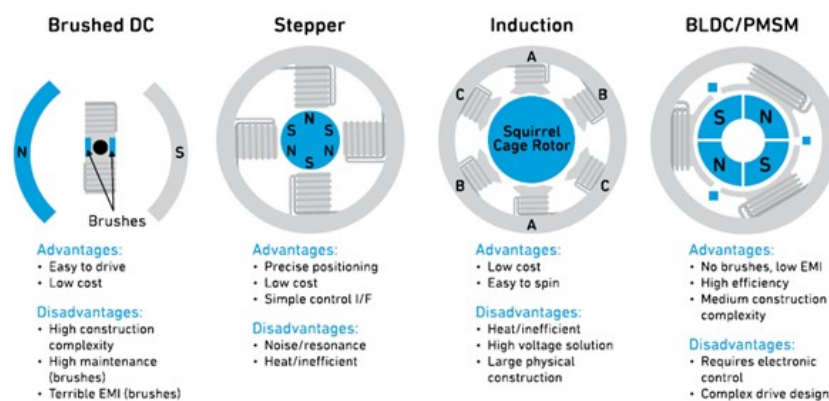 Brushed DC
N
S
Brushes
Advantages:
• Easy to drive
• Low cost
Disadvantages:
• High construction
complexity
• High maintenance
(brushes)
• Terrible EMI (brushes)
Stepper
N
S
S
N
N
S
Advantages:
• Precise positioning
• Low cost
• Simple control I/F
Disadvantages:
• Noise/resonance
• Heat/inefficient
Induction
A
C
B
Squirrel
Cage Rotor
B
C
A
Advantages:
• Low cost
• Easy to spin
Disadvantages:
• Heat/inefficient
• High voltage solution
• Large physical
construction
BLDC/PMSM
S
N
N
S
Advantages:
• No brushes, low EMI
• High efficiency
• Medium construction
complexity
Disadvantages:
• Requires electronic
control
• Complex drive design